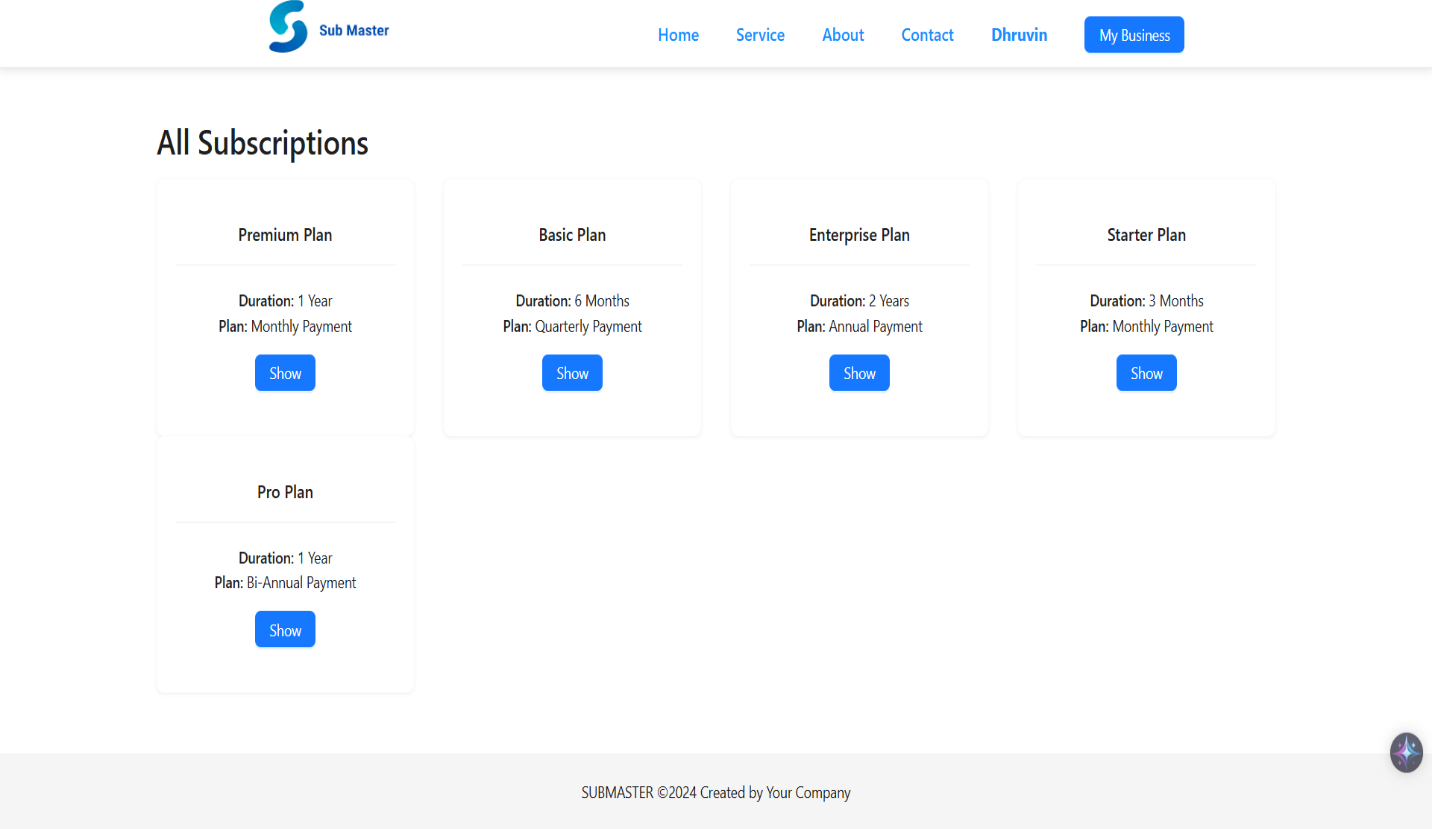 Sub Master
Home Service About Contact Dhruvin My Business
All Subscriptions
Premium Plan
Duration: 1 Year
Plan: Monthly Payment
Show
Basic Plan
Duration: 6 Months
Plan: Quarterly Payment
Show
Enterprise Plan
Duration: 2 Years
Plan: Annual Payment
Show
Starter Plan
Duration: 3 Months
Plan: Monthly Payment
Show
Pro Plan
Duration: 1 Year
Plan: Bi-Annual Payment
Show
SUBMASTER ©2024 Created by Your Company